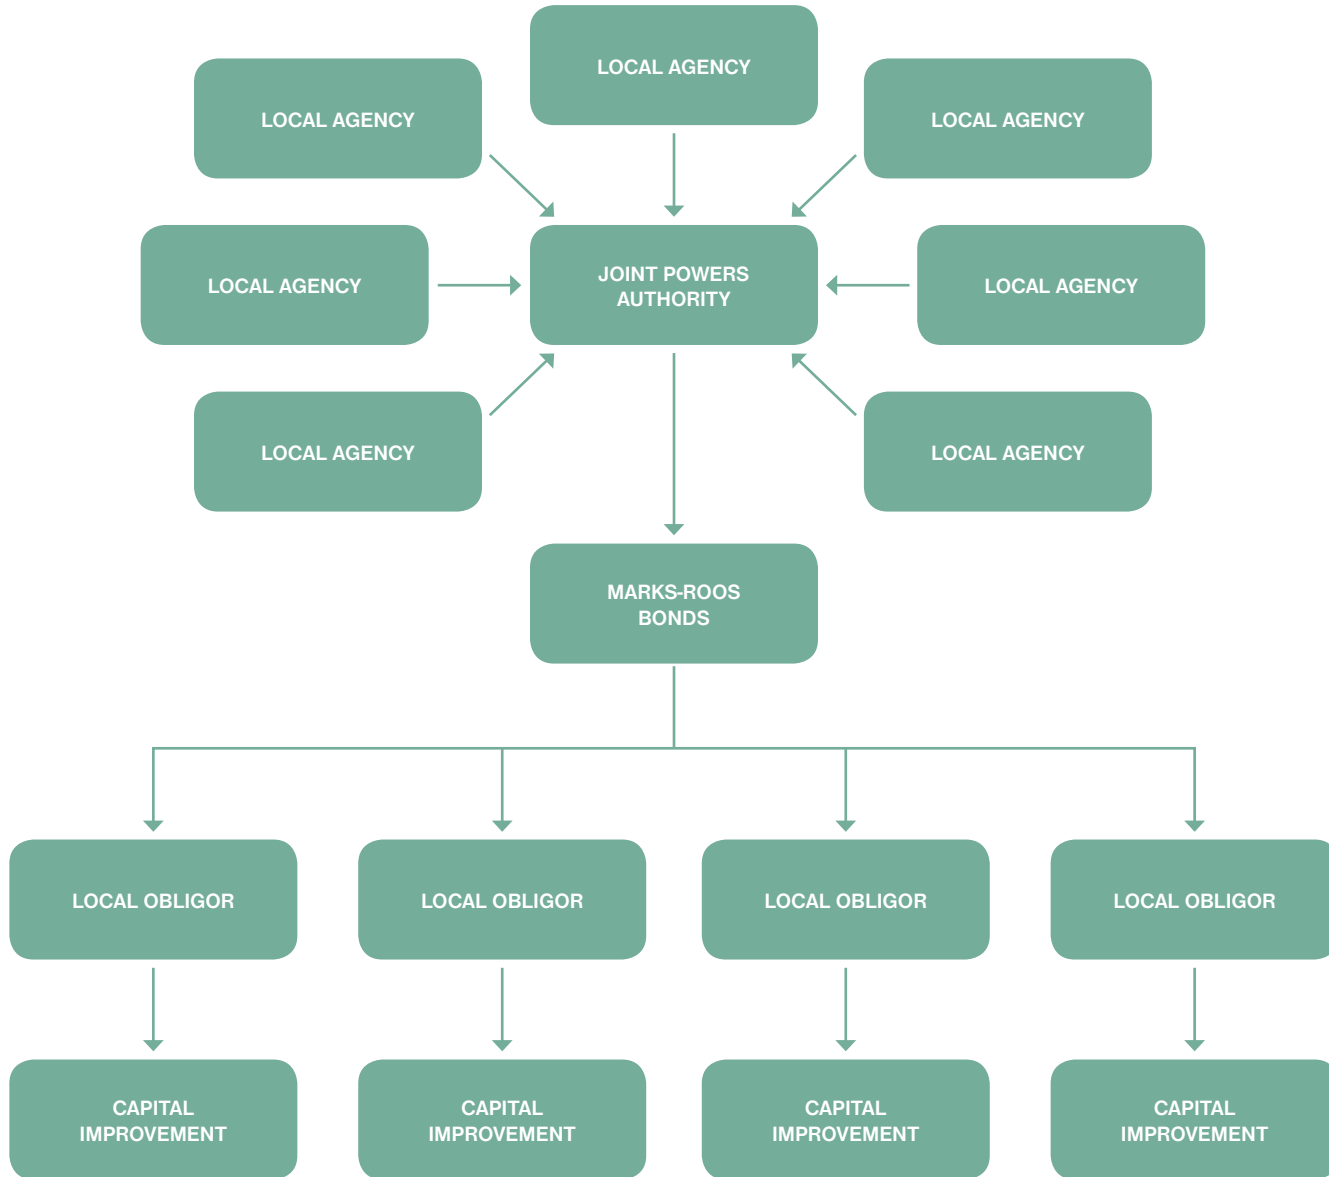 LOCAL AGENCY
LOCAL AGENCY
LOCAL AGENCY
LOCAL AGENCY
JOINT POWERS
AUTHORITY
LOCAL AGENCY
LOCAL AGENCY
LOCAL AGENCY
MARKS-ROOS
BONDS
LOCAL OBLIGOR
LOCAL OBLIGOR
LOCAL OBLIGOR
LOCAL OBLIGOR
CAPITAL
IMPROVEMENT
CAPITAL
IMPROVEMENT
CAPITAL
IMPROVEMENT
CAPITAL
IMPROVEMENT